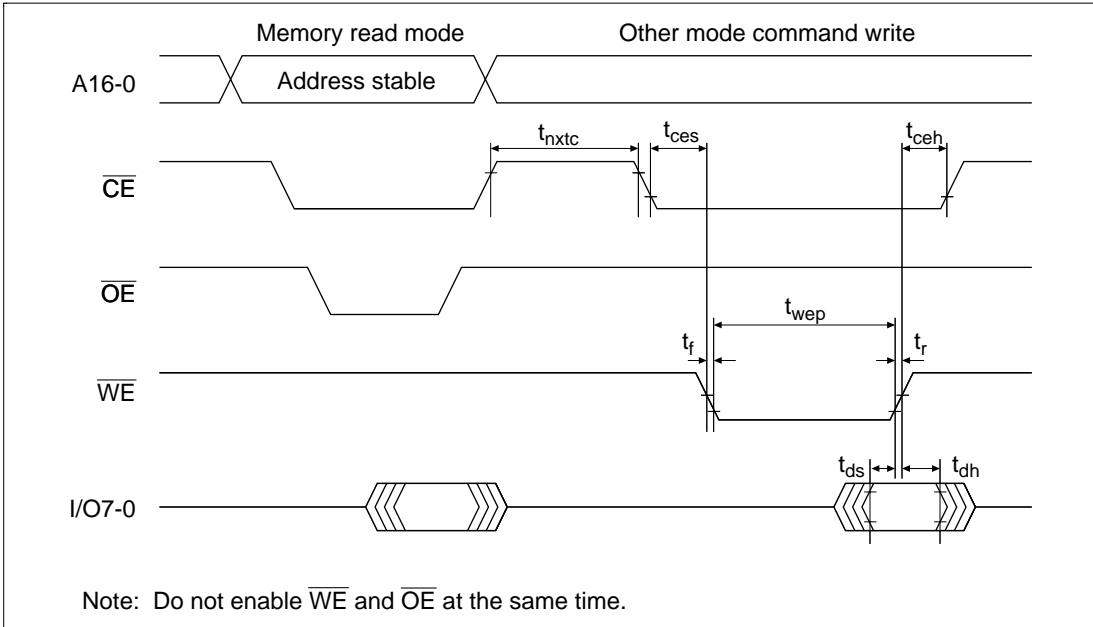 Memory read mode Other mode command write
A16-0 Address stable
tnxtc tces tceh
CE
OE
twep
tf tr
WE
tds tdh
I/O7-0
Note: Do not enable WE and OE at the same time.